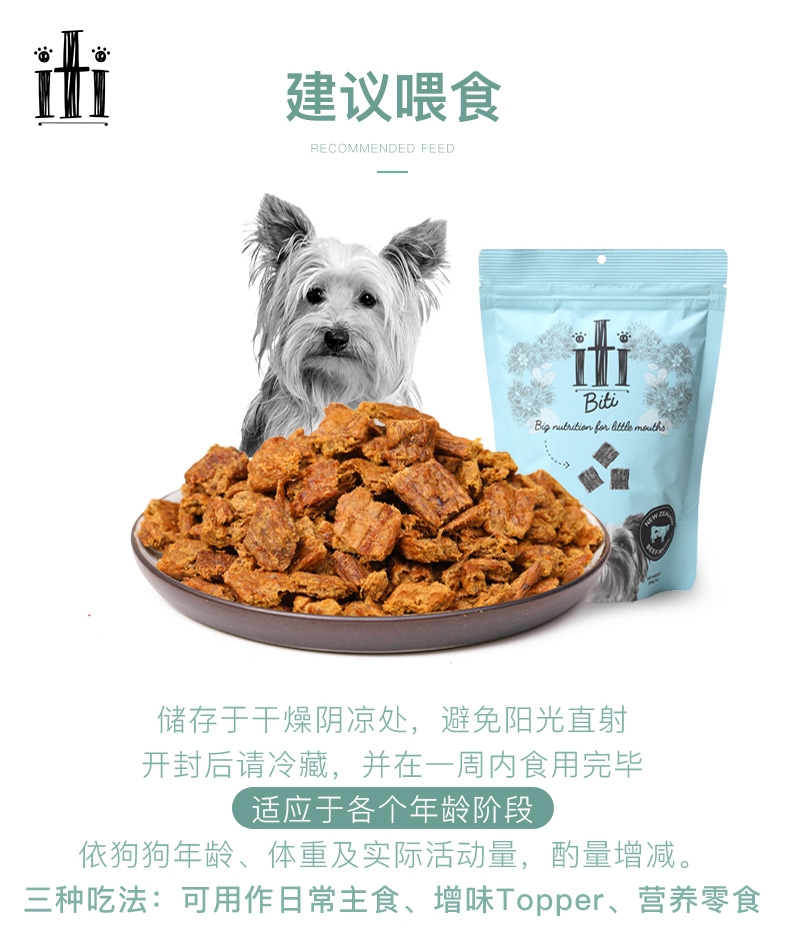 iti
建议喂食
RECOMMENDED FEED
iti
Biti
Big nutrition for little mouths
NEW
BEEF
储存于干燥阴凉处，避免阳光直射
开封后请冷藏，并在一周内食用完毕
适应于各个年龄阶段
依狗狗年龄、体重及实际活动量，酌量增减。
三种吃法：可用作日常主食、增味Topper、营养零食